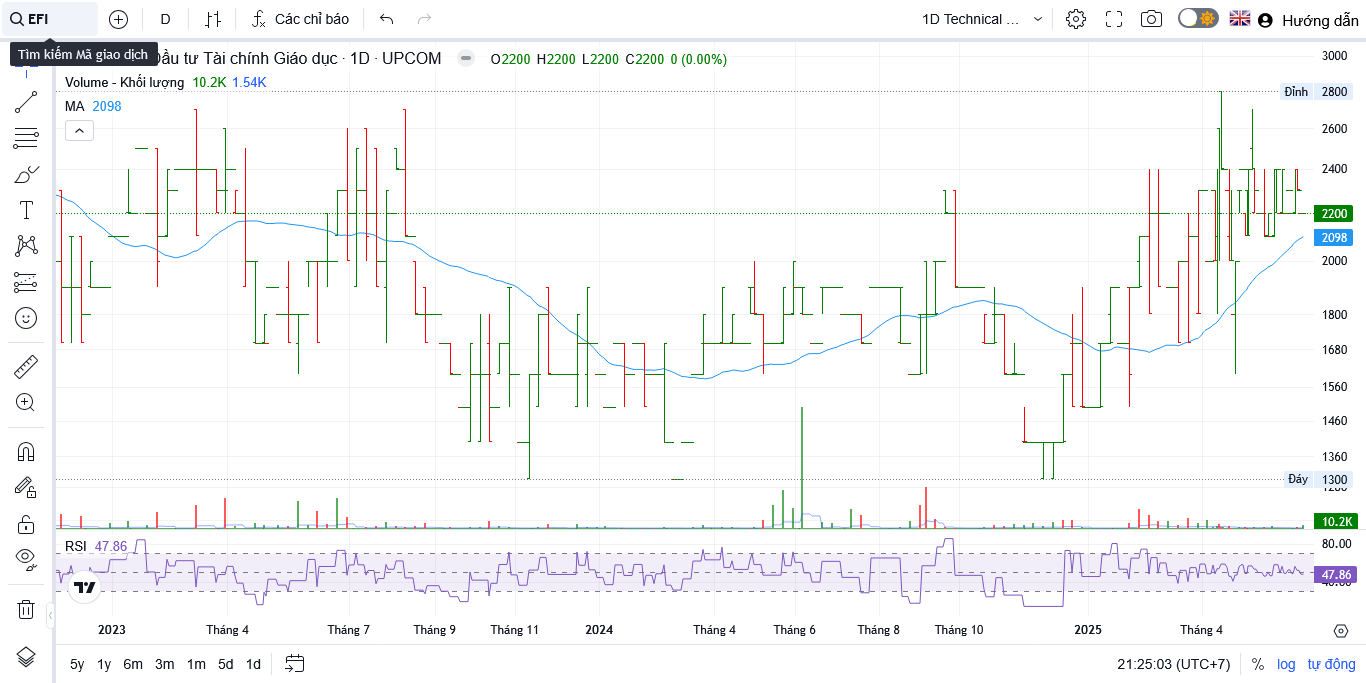 EFI
D
Các chỉ báo
1D Technical ...
Hướng dẫn
Tìm kiếm Mã giao dịch
Đầu tư Tài chính Giáo dục · 1D · UPCOM
O2200 H2200 L2200 C2200 0 (0.00%)
Volume - Khối lượng 10.2K 1.54K
MA 2098
3000
Đỉnh 2800
2600
2400
2200
2098
2000
1800
1680
1560
1460
1360
Đáy 1300
10.2K
RSI 47.86
80.00
47.86
2023 Tháng 4 Tháng 7 Tháng 9 Tháng 11 2024 Tháng 4 Tháng 6 Tháng 8 Tháng 10 2025 Tháng 4
5y 1y 6m 3m 1m 5d 1d
21:25:03 (UTC+7) % log tự động